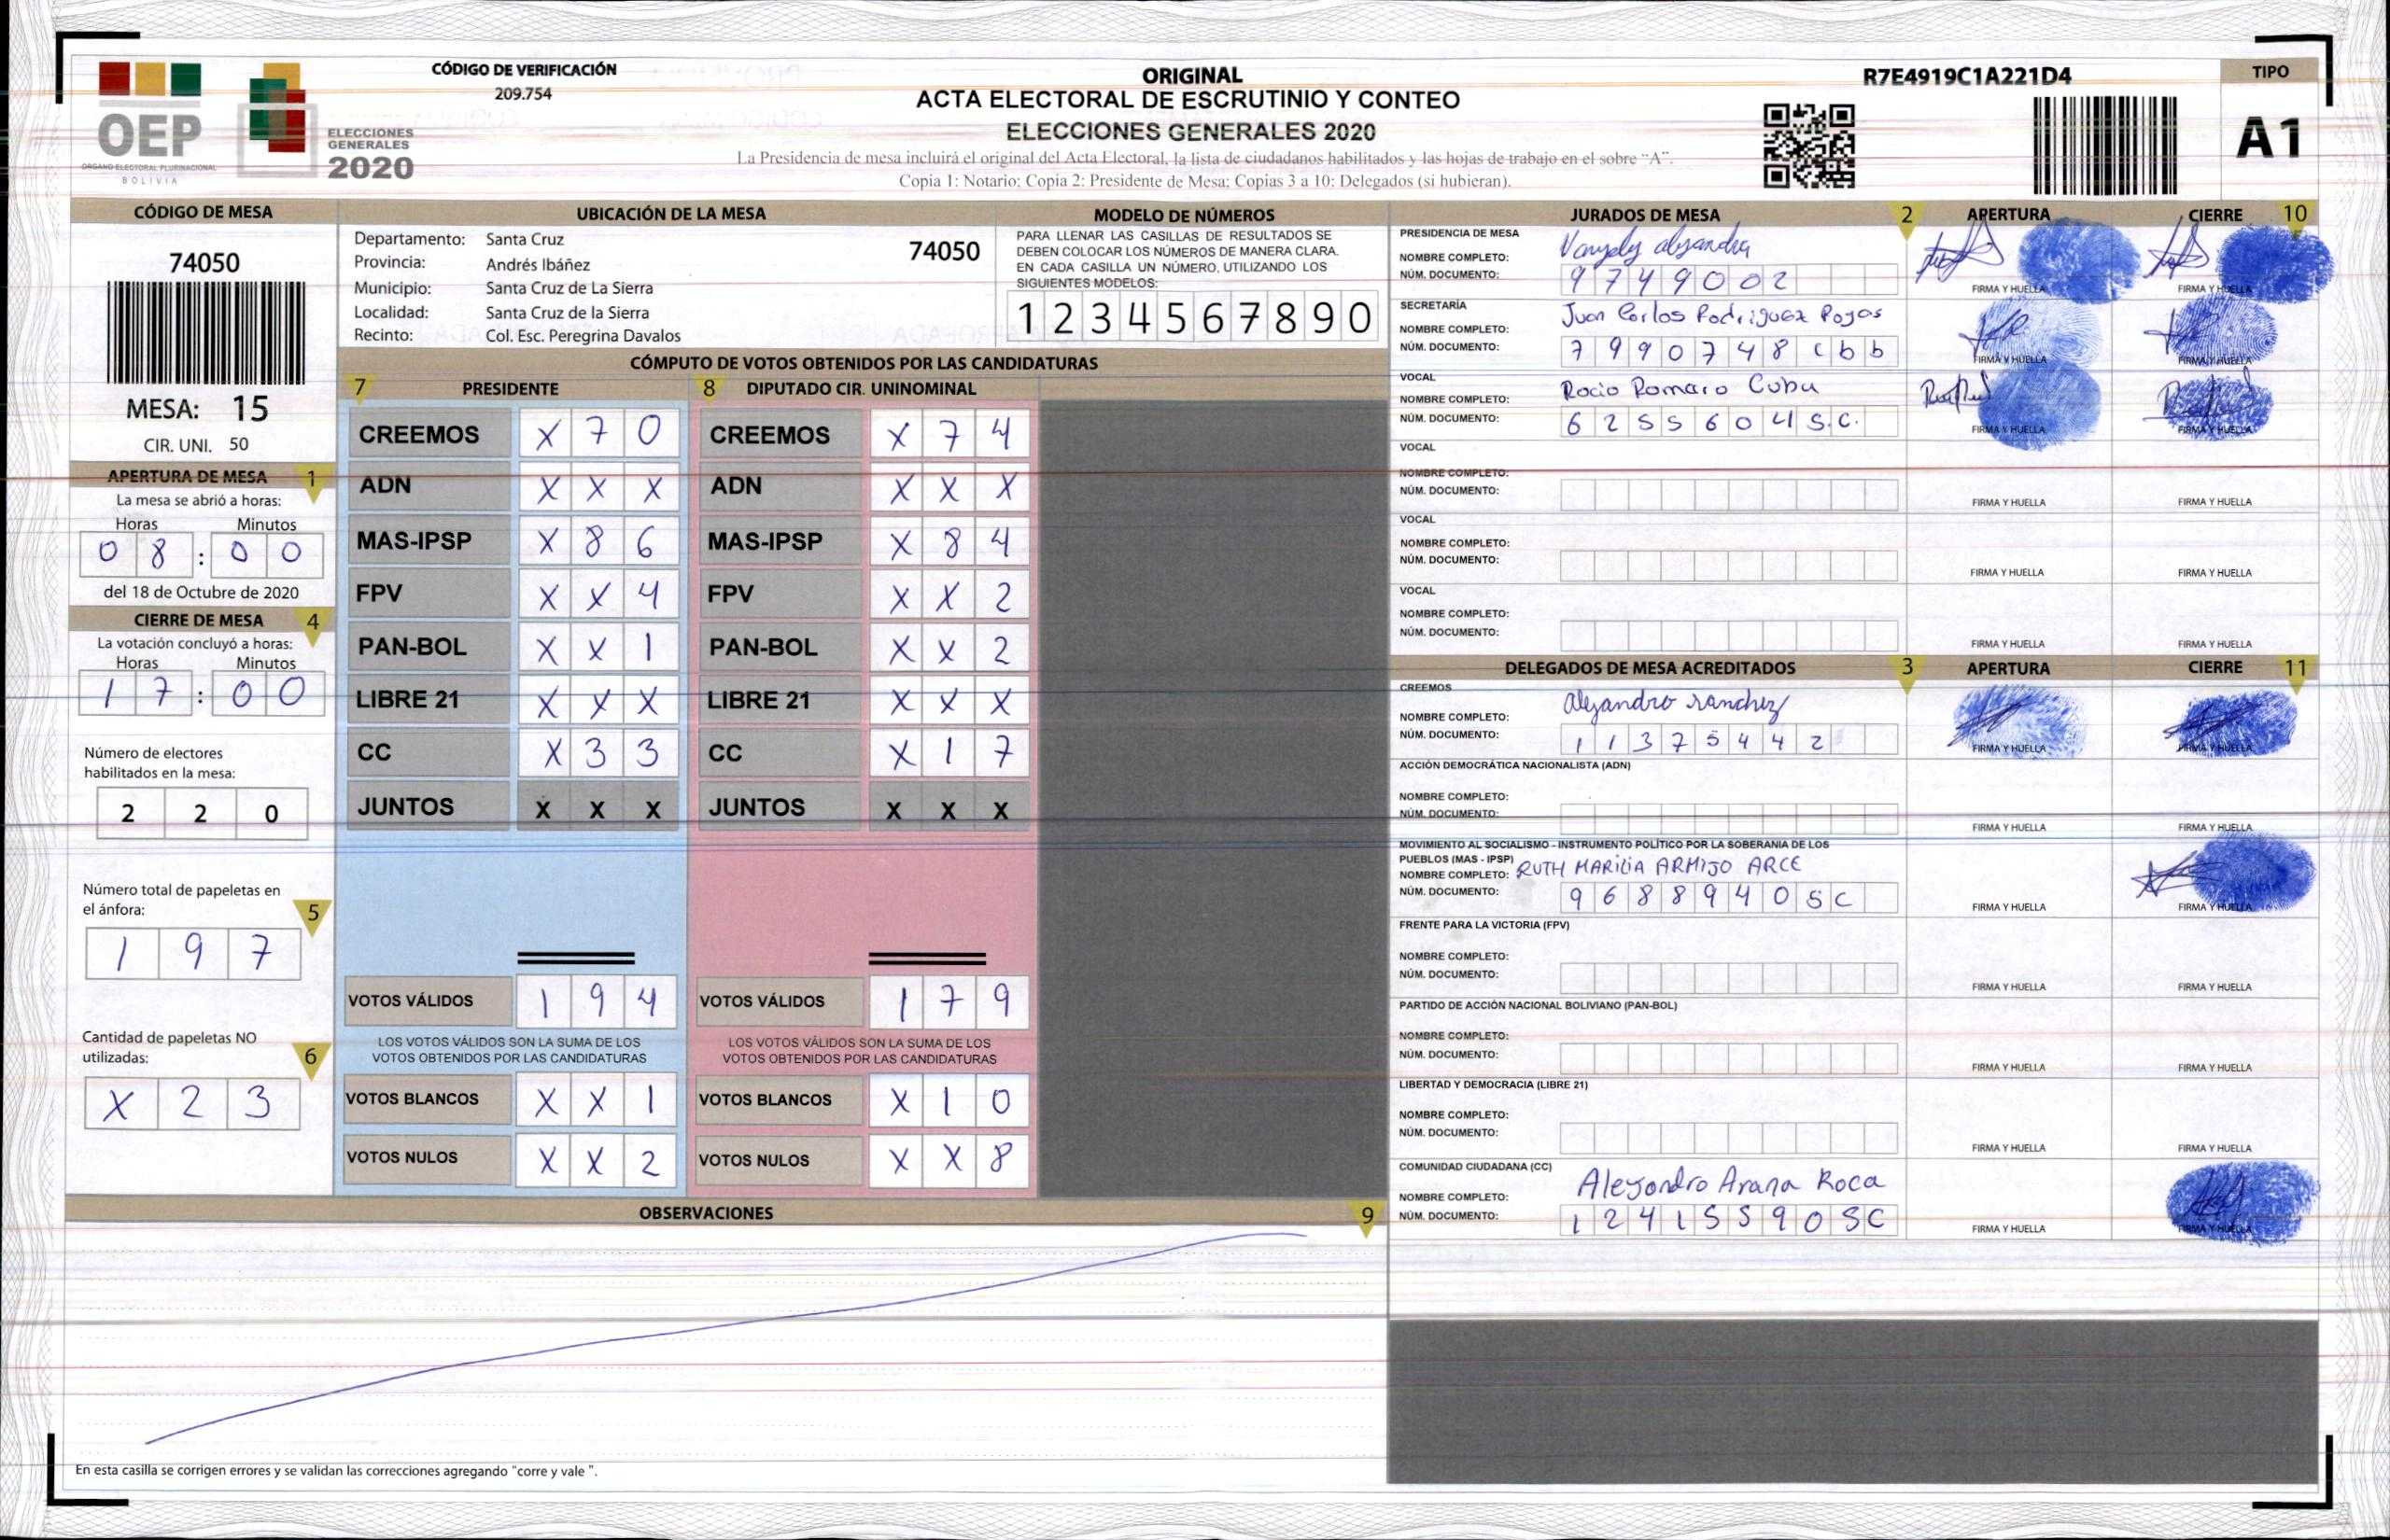 CÓDIGO DE VERIFICACIÓN
209.754
ORIGINAL
ACTA ELECTORAL DE ESCRUTINIO Y CONTEO
ELECCIONES GENERALES 2020
La Presidencia de mesa incluirá el original del Acta Electoral, la lista de ciudadanos habilitados y las hojas de trabajo en el sobre "A".
Copia 1: Notario; Copia 2: Presidente de Mesa; Copias 3 a 10: Delegados (si hubieran).
R7E4919C1A221D4
TIPO
A1
OEP
ORGANO ELECTORAL PLURINACIONAL
BOLIVIA
ELECCIONES
GENERALES
2020
CÓDIGO DE MESA
74050
MESA: 15
CIR. UNI. 50
APERTURA DE MESA 1
La mesa se abrió a horas:
Horas Minutos
0 8 : 0 0
del 18 de Octubre de 2020
CIERRE DE MESA 4
La votación concluyó a horas:
Horas Minutos
1 7 : 0 0
Número de electores
habilitados en la mesa:
2 2 0
Número total de papeletas en
el ánfora: 5
1 9 7
Cantidad de papeletas NO
utilizadas: 6
X 2 3
UBICACIÓN DE LA MESA
Departamento: Santa Cruz 74050
Provincia: Andrés Ibáñez
Municipio: Santa Cruz de La Sierra
Localidad: Santa Cruz de la Sierra
Recinto: Col. Esc. Peregrina Davalos
MODELO DE NÚMEROS
PARA LLENAR LAS CASILLAS DE RESULTADOS SE
DEBEN COLOCAR LOS NÚMEROS DE MANERA CLARA.
EN CADA CASILLA UN NÚMERO, UTILIZANDO LOS
SIGUIENTES MODELOS:
1 2 3 4 5 6 7 8 9 0
CÓMPUTO DE VOTOS OBTENIDOS POR LAS CANDIDATURAS
7 PRESIDENTE 8 DIPUTADO CIR. UNINOMINAL
CREEMOS X 7 0 CREEMOS X 7 4
ADN X X X ADN X X X
MAS-IPSP X 8 6 MAS-IPSP X 8 4
FPV X X 4 FPV X X 2
PAN-BOL X X 1 PAN-BOL X X 2
LIBRE 21 X X X LIBRE 21 X X X
CC X 3 3 CC X 1 7
JUNTOS X X X JUNTOS X X X
VOTOS VÁLIDOS 1 9 4 VOTOS VÁLIDOS 1 7 9
LOS VOTOS VÁLIDOS SON LA SUMA DE LOS LOS VOTOS VÁLIDOS SON LA SUMA DE LOS
VOTOS OBTENIDOS POR LAS CANDIDATURAS VOTOS OBTENIDOS POR LAS CANDIDATURAS
VOTOS BLANCOS X X 1 VOTOS BLANCOS X 1 0
VOTOS NULOS X X 2 VOTOS NULOS X X 8
OBSERVACIONES 9
En esta casilla se corrigen errores y se validan las correcciones agregando "corre y vale ".
JURADOS DE MESA 2 APERTURA CIERRE 10
PRESIDENCIA DE MESA
NOMBRE COMPLETO: alejandra
NÚM. DOCUMENTO: 9 7 4 9 0 0 2
FIRMA Y HUELLA FIRMA Y HUELLA
SECRETARÍA
NOMBRE COMPLETO: Juan Carlos Rodriguez Rojas
NÚM. DOCUMENTO: 7 9 9 0 7 4 8 c b b
FIRMA Y HUELLA FIRMA Y HUELLA
VOCAL
NOMBRE COMPLETO: Rocio Romaro Cuba
NÚM. DOCUMENTO: 6 2 5 5 6 0 4 S.C.
FIRMA Y HUELLA FIRMA Y HUELLA
VOCAL
NOMBRE COMPLETO:
NÚM. DOCUMENTO:
FIRMA Y HUELLA FIRMA Y HUELLA
VOCAL
NOMBRE COMPLETO:
NÚM. DOCUMENTO:
FIRMA Y HUELLA FIRMA Y HUELLA
VOCAL
NOMBRE COMPLETO:
NÚM. DOCUMENTO:
FIRMA Y HUELLA FIRMA Y HUELLA
DELEGADOS DE MESA ACREDITADOS 3 APERTURA CIERRE 11
CREEMOS
NOMBRE COMPLETO: alejandro sanchez
NÚM. DOCUMENTO: 1 1 3 7 5 4 4 2
FIRMA Y HUELLA FIRMA Y HUELLA
ACCIÓN DEMOCRÁTICA NACIONALISTA (ADN)
NOMBRE COMPLETO:
NÚM. DOCUMENTO:
FIRMA Y HUELLA FIRMA Y HUELLA
MOVIMIENTO AL SOCIALISMO - INSTRUMENTO POLÍTICO POR LA SOBERANIA DE LOS
PUEBLOS (MAS - IPSP)
NOMBRE COMPLETO: RUTH MARILIA ARMIJO ARCE
NÚM. DOCUMENTO: 9 6 8 8 9 4 0 S C
FIRMA Y HUELLA FIRMA Y HUELLA
FRENTE PARA LA VICTORIA (FPV)
NOMBRE COMPLETO:
NÚM. DOCUMENTO:
FIRMA Y HUELLA FIRMA Y HUELLA
PARTIDO DE ACCIÓN NACIONAL BOLIVIANO (PAN-BOL)
NOMBRE COMPLETO:
NÚM. DOCUMENTO:
FIRMA Y HUELLA FIRMA Y HUELLA
LIBERTAD Y DEMOCRACIA (LIBRE 21)
NOMBRE COMPLETO:
NÚM. DOCUMENTO:
FIRMA Y HUELLA FIRMA Y HUELLA
COMUNIDAD CIUDADANA (CC)
NOMBRE COMPLETO: Alejandro Arana Roca
NÚM. DOCUMENTO: 1 2 4 1 5 5 9 0 S C
FIRMA Y HUELLA FIRMA Y HUELLA